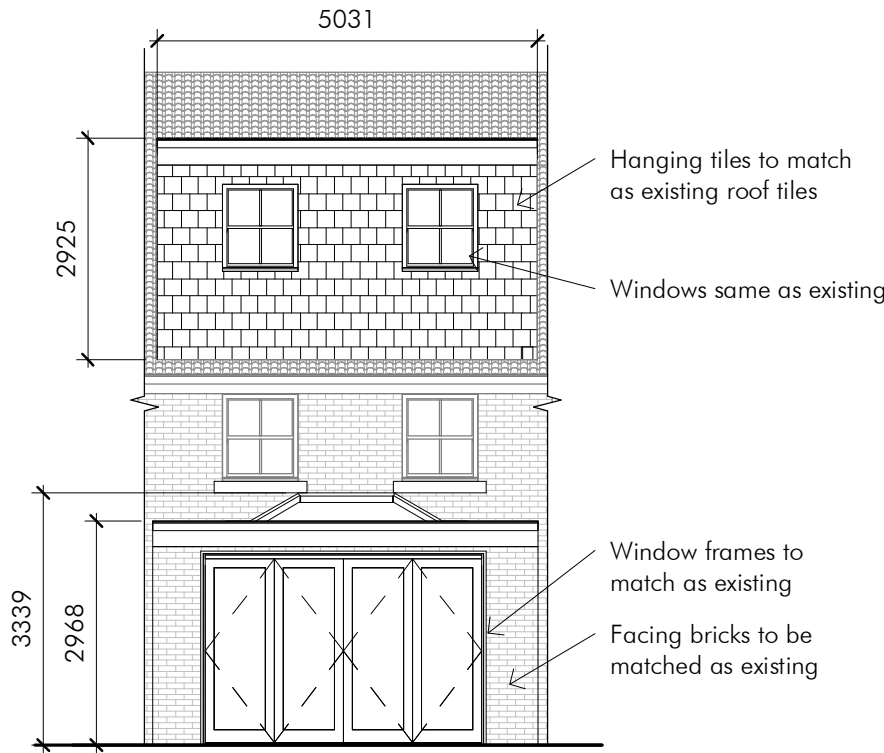 5031
Hanging tiles to match
as existing roof tiles
2925
Windows same as existing
3339
2968
Window frames to
match as existing
Facing bricks to be
matched as existing